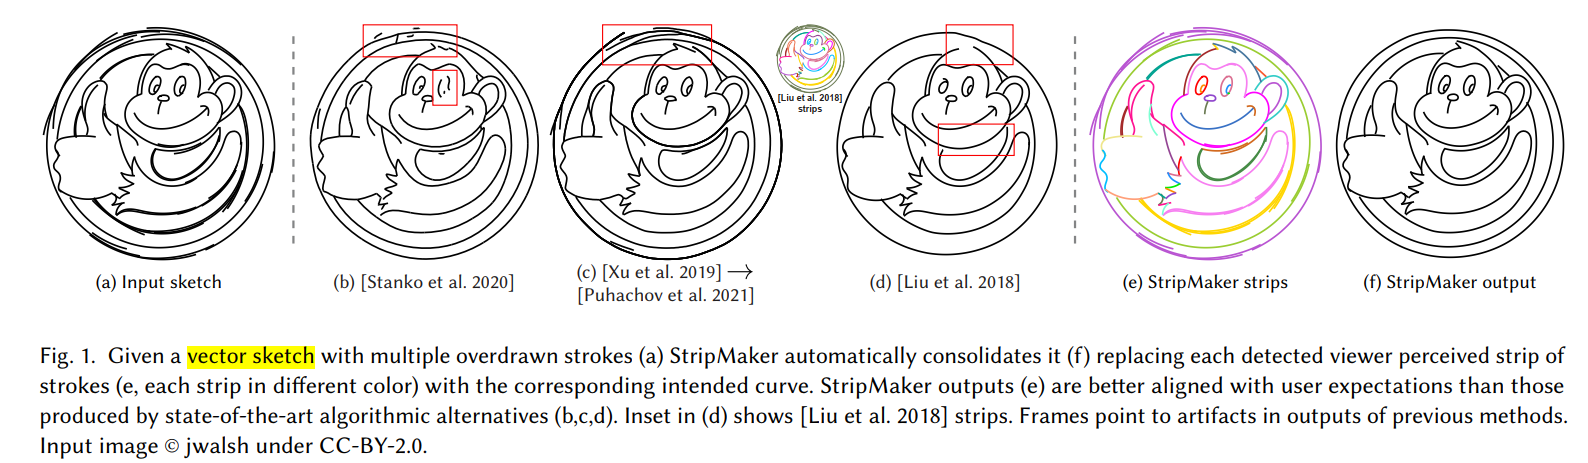 [Liu et al. 2018]
strips
(a) Input sketch
(b) [Stanko et al. 2020]
(c) [Xu et al. 2019] →
[Puhachov et al. 2021]
(d) [Liu et al. 2018]
(e) StripMaker strips
(f) StripMaker output
Fig. 1. Given a vector sketch with multiple overdrawn strokes (a) StripMaker automatically consolidates it (f) replacing each detected viewer perceived strip of
strokes (e, each strip in different color) with the corresponding intended curve. StripMaker outputs (e) are better aligned with user expectations than those
produced by state-of-the-art algorithmic alternatives (b,c,d). Inset in (d) shows [Liu et al. 2018] strips. Frames point to artifacts in outputs of previous methods.
Input image © jwalsh under CC-BY-2.0.